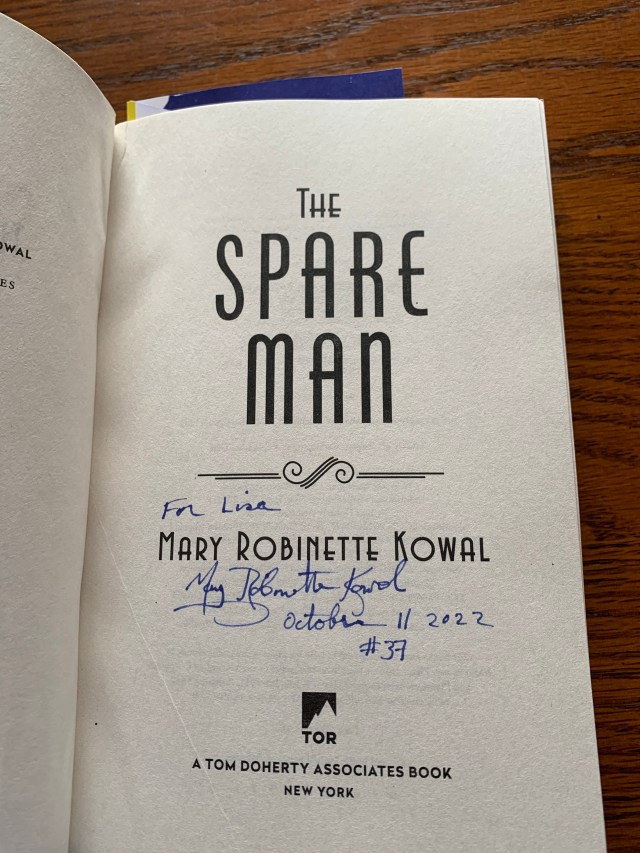 OWAL
ES
THE
SPARE
MAN
For Lisa
MARY ROBINETTE KOWAL
Mary Robinette Kowal
October 11 2022
#37
TOR
A TOM DOHERTY ASSOCIATES BOOK
NEW YORK